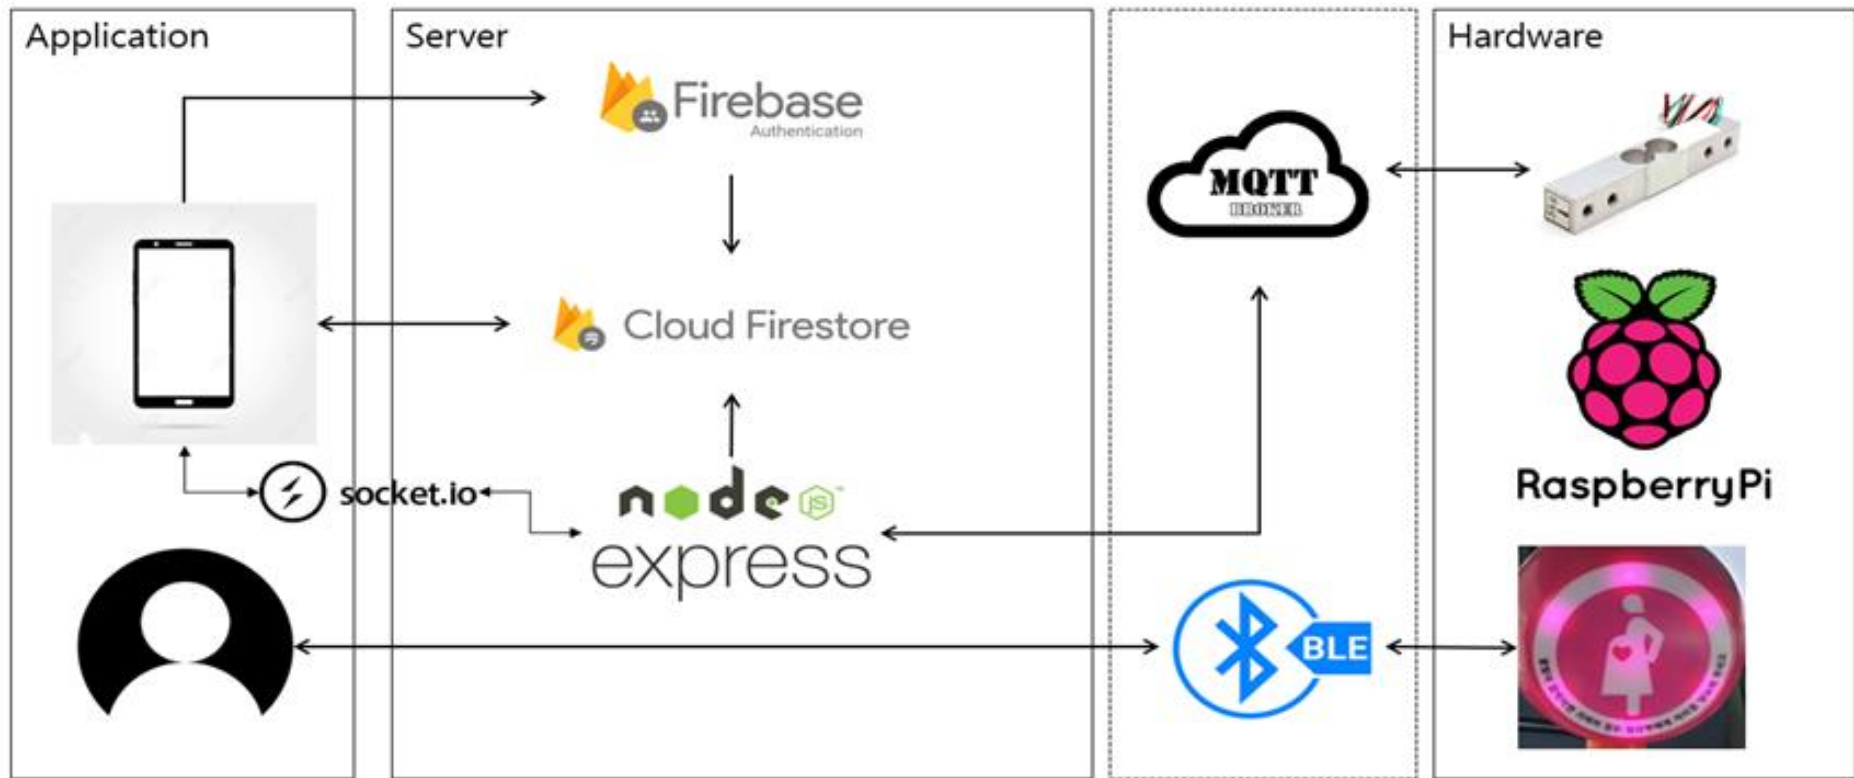 Application
Server
Hardware
Firebase
Authentication
MQTT
BROKER
Cloud Firestore
socket.io
node
JS
express
RaspberryPi
BLE